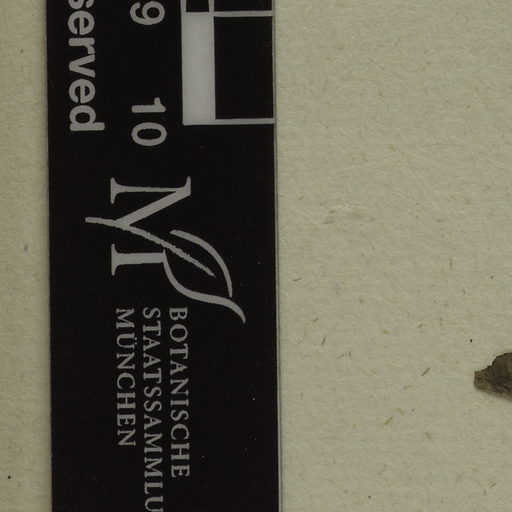 served
9 10
M
BOTANISCHE
STAATSSAMMLU
MÜNCHEN